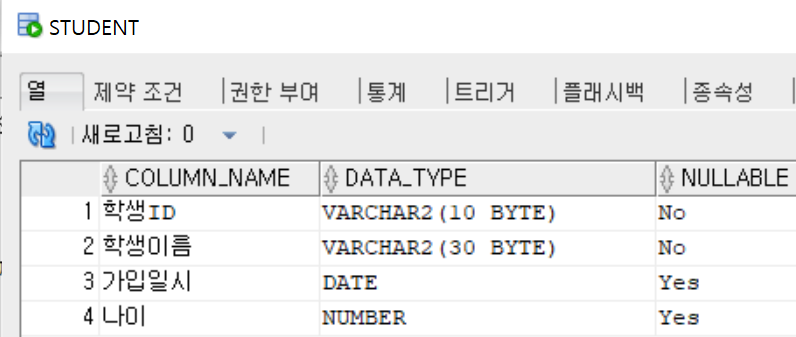 STUDENT
열 제약 조건 권한 부여 통계 트리거 플래시백 종속성
새로고침: 0
COLUMN_NAME DATA_TYPE NULLABLE
1 학생ID VARCHAR2(10 BYTE) No
2 학생이름 VARCHAR2(30 BYTE) No
3 가입일시 DATE Yes
4 나이 NUMBER Yes